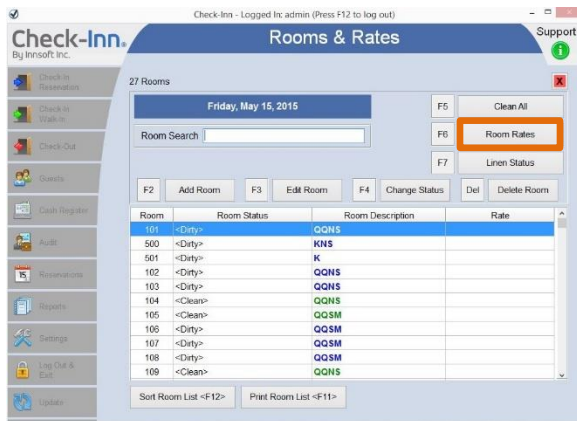 Check-Inn - Logged In: admin (Press F12 to log out)
Check-Inn.
By Innsoft Inc.
Rooms & Rates
Support
i
Check-In
Reservation
Check-In
Walk-In
Check-Out
Guests
Cash Register
Audit
15
Reservations
Reports
Settings
Log Out &
Exit
Update
27 Rooms
X
Friday, May 15, 2015
F5 Clean All
Room Search
F6 Room Rates
F7 Linen Status
F2 Add Room F3 Edit Room F4 Change Status Del Delete Room
Room Room Status Room Description Rate
101 <Dirty> QQNS
500 <Dirty> KNS
501 <Dirty> K
102 <Dirty> QQNS
103 <Dirty> QQNS
104 <Clean> QQNS
105 <Clean> QQSM
106 <Dirty> QQSM
107 <Dirty> QQSM
108 <Dirty> QQSM
109 <Clean> QQNS
Sort Room List <F12> Print Room List <F11>